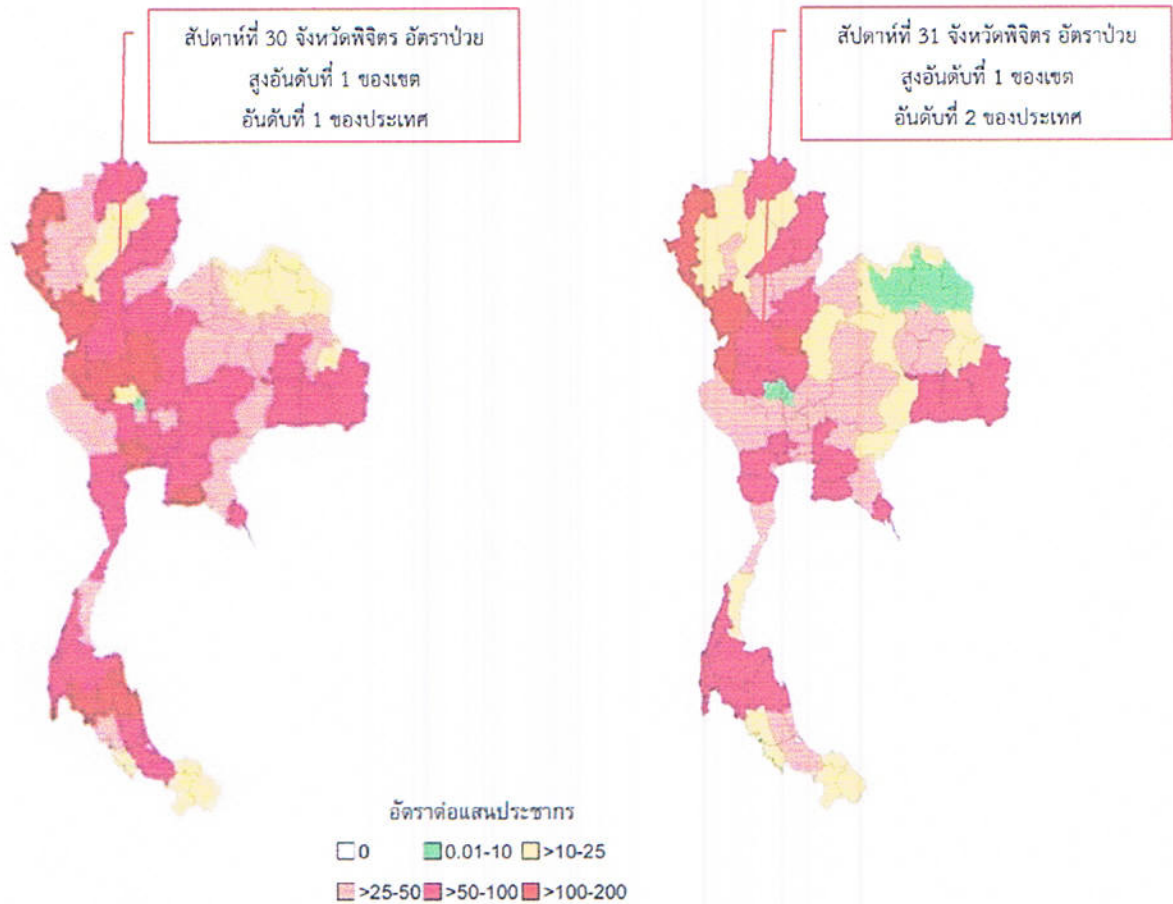 สัปดาห์ที่ 30 จังหวัดพิจิตร อัตราป่วย
สูงอันดับที่ 1 ของเขต
อันดับที่ 1 ของประเทศ
สัปดาห์ที่ 31 จังหวัดพิจิตร อัตราป่วย
สูงอันดับที่ 1 ของเขต
อันดับที่ 2 ของประเทศ
อัตราต่อแสนประชากร
0 0.01-10 >10-25
>25-50 >50-100 >100-200